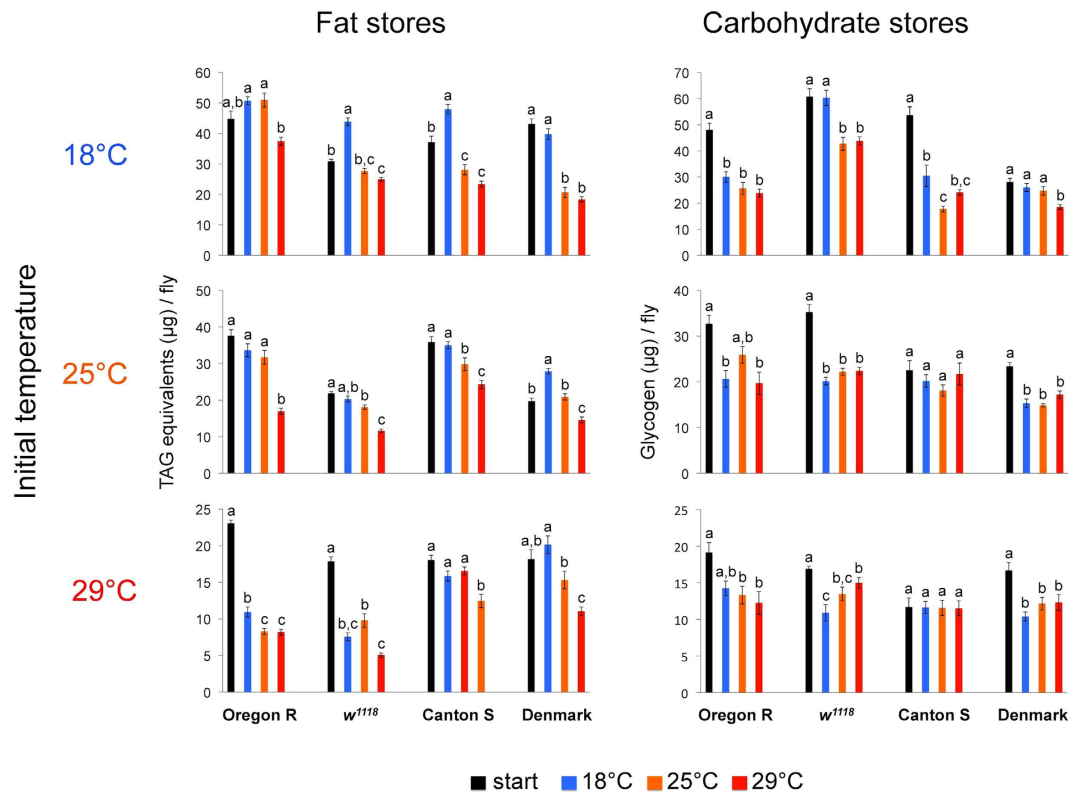 Fat stores
Carbohydrate stores
Initial temperature
18°C
25°C
29°C
TAG equivalents (µg) / fly
Glycogen (µg) / fly
60
50
40
30
20
10
0
a,b a a b
b a b,c c
b a c c
a a b b
70
60
50
40
30
20
10
0
a b b b
a a b b
a b c b,c
a a a b
50
40
30
20
10
0
a a a b
a a,b b c
a a b c
b a b c
40
30
20
10
0
a b a,b b
a b b b
a a a a
a b b b
25
20
15
10
5
0
a b c c
a b,c b c
a a a b
a,b a b c
25
20
15
10
5
0
a a,b b b
a c b,c b
a a a a
a b b b
Oregon R w1118 Canton S Denmark
Oregon R w1118 Canton S Denmark
start 18°C 25°C 29°C